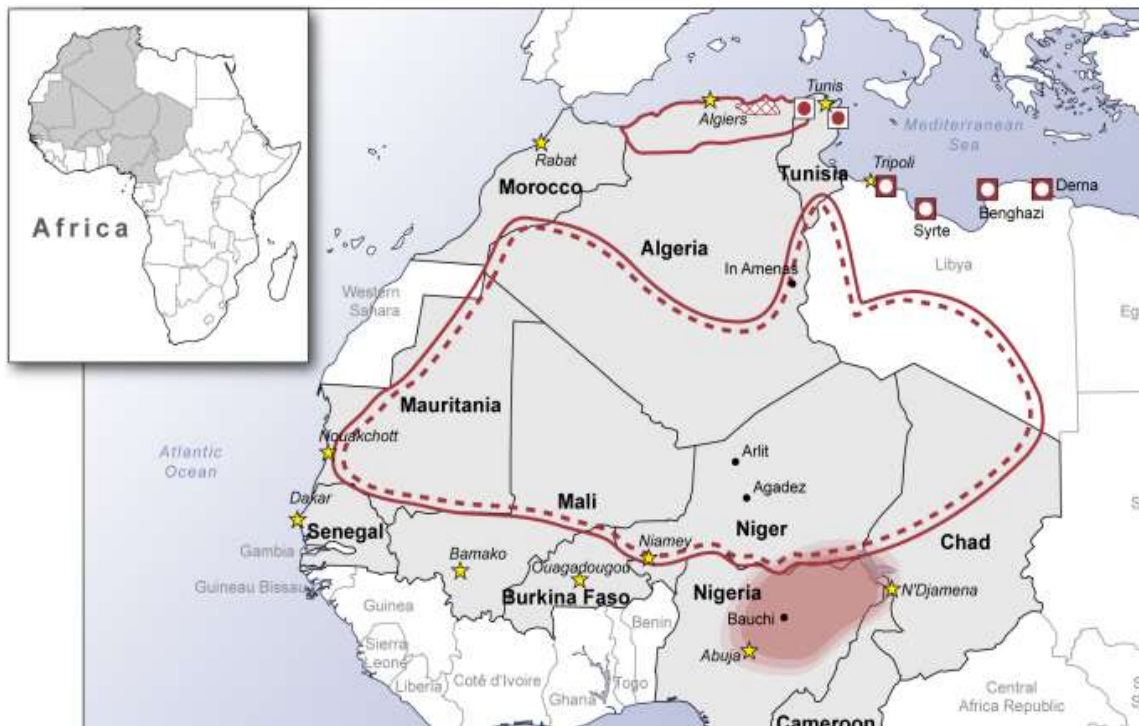 Africa
Algiers
Tunis
Rabat
Mediterranean
Sea
Tripoli
Morocco
Tunisia
Derna
Benghazi
Syrte
Algeria
In Amenas
Libya
Western
Sahara
Eg
Mauritania
Nouakchott
Arlit
Atlantic
Ocean
Agadez
Dakar
Mali
Senegal
Niger
Niamey
Chad
Gambia
Bamako
Ouagadougou
Guineau Bissau
Burkina Faso
Nigeria
N'Djamena
Guinea
Benin
Bauchi
Sierra
Leone
Abuja
Liberia
Coté d'Ivoire
Togo
Ghana
Central
Africa Republic
S
S
S
Cameroon